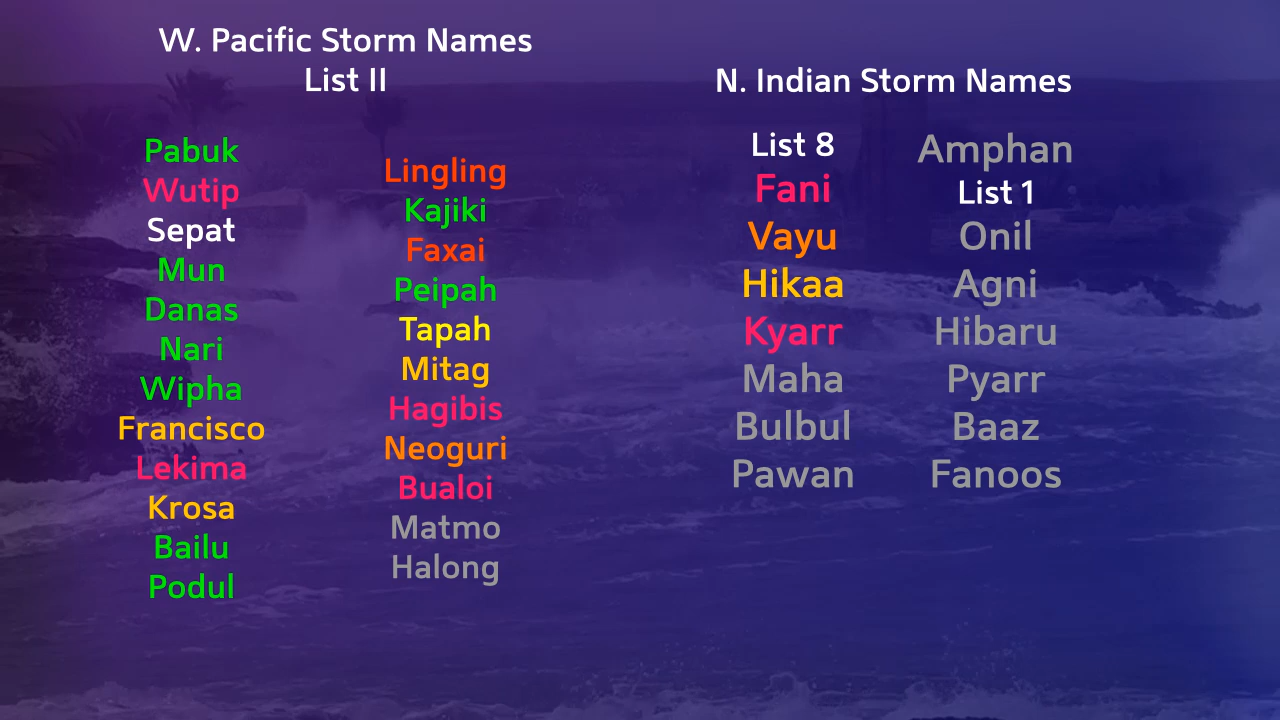 W. Pacific Storm Names
List II
Pabuk
Wutip
Sepat
Mun
Danas
Nari
Wipha
Francisco
Lekima
Krosa
Bailu
Podul
Lingling
Kajiki
Faxai
Peipah
Tapah
Mitag
Hagibis
Neoguri
Bualoi
Matmo
Halong
N. Indian Storm Names
List 8
Fani
Vayu
Hikaa
Kyarr
Maha
Bulbul
Pawan
Amphan
List 1
Onil
Agni
Hibaru
Pyarr
Baaz
Fanoos